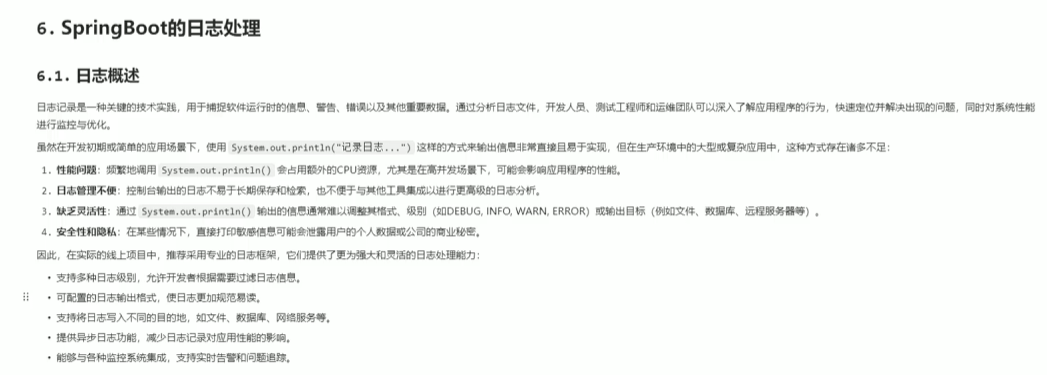 6. SpringBoot的日志处理
6.1. 日志概述
日志记录是一种关键的技术实践，用于捕捉软件运行时的信息、警告、错误以及其他重要数据。通过分析日志文件，开发人员、测试工程师和运维团队可以深入了解应用程序的行为，快速定位并解决出现的问题，同时对系统性能
进行监控与优化。
虽然在开发初期或简单的应用场景下，使用 System.out.println("记录日志...") 这样的方式来输出信息非常直接且易于实现，但在生产环境中的大型或复杂应用中，这种方式存在诸多不足：
1. 性能问题：频繁地调用 System.out.println() 会占用额外的CPU资源，尤其是在高并发场景下，可能会影响应用程序的性能。
2. 日志管理不便：控制台输出的日志不易于长期保存和检索，也不便于与其他工具集成以进行更高级的日志分析。
3. 缺乏灵活性：通过 System.out.println() 输出的信息通常难以调整其格式、级别（如DEBUG, INFO, WARN, ERROR）或输出目标（例如文件、数据库、远程服务器等）。
4. 安全性和隐私：在某些情况下，直接打印敏感信息可能会泄露用户的个人数据或公司的商业秘密。
因此，在实际的线上项目中，推荐采用专业的日志框架，它们提供了更为强大和灵活的日志处理能力：
• 支持多种日志级别，允许开发者根据需要过滤日志信息。
• 可配置的日志输出格式，使日志更加规范易读。
• 支持将日志写入不同的目的地，如文件、数据库、网络服务等。
• 提供异步日志功能，减少日志记录对应用性能的影响。
• 能够与各种监控系统集成，支持实时告警和问题追踪。